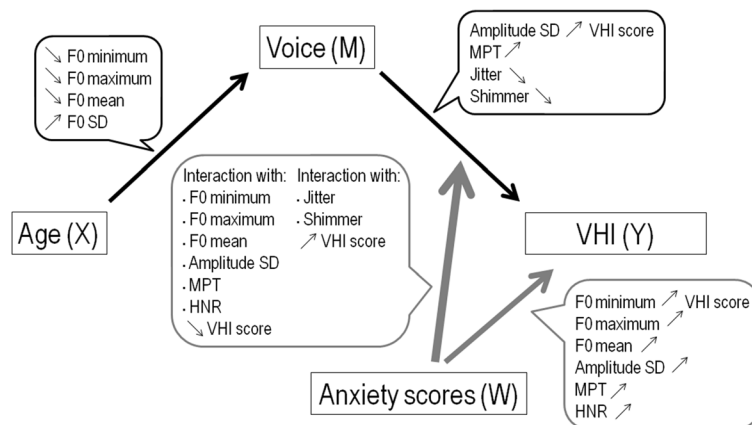 Voice (M)
↘ F0 minimum
↘ F0 maximum
↘ F0 mean
↗ F0 SD
Amplitude SD ↗ VHI score
MPT ↗
Jitter ↘
Shimmer ↘
Age (X)
Interaction with:
. F0 minimum
. F0 maximum
. F0 mean
. Amplitude SD
. MPT
. HNR
↘ VHI score
Interaction with:
. Jitter
. Shimmer
↗ VHI score
VHI (Y)
F0 minimum ↗ VHI score
F0 maximum ↗
F0 mean ↗
Amplitude SD ↗
MPT ↗
HNR ↗
Anxiety scores (W)